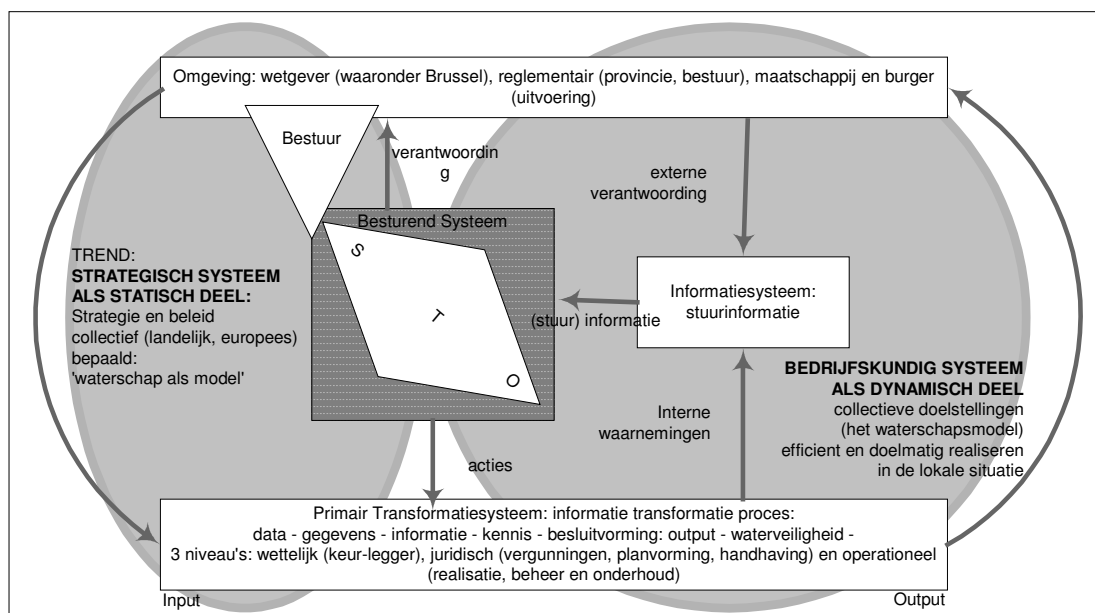 Omgeving: wetgever (waaronder Brussel), reglementair (provincie, bestuur), maatschappij en burger
(uitvoering)
Bestuur
verantwoordin
g
externe
verantwoording
Besturend Systeem
S
T
O
TREND:
STRATEGISCH SYSTEEM
ALS STATISCH DEEL:
Strategie en beleid
collectief (landelijk, europees)
bepaald:
'waterschap als model'
(stuur) informatie
Informatiesysteem:
stuurinformatie
BEDRIJFSKUNDIG SYSTEEM
ALS DYNAMISCH DEEL
collectieve doelstellingen
(het waterschapsmodel)
efficient en doelmatig realiseren
in de lokale situatie
Interne
waarnemingen
acties
Primair Transformatiesysteem: informatie transformatie proces:
data - gegevens - informatie - kennis - besluitvorming: output - waterveiligheid -
3 niveau's: wettelijk (keur-legger), juridisch (vergunningen, planvorming, handhaving) en operationeel
(realisatie, beheer en onderhoud)
Input
Output